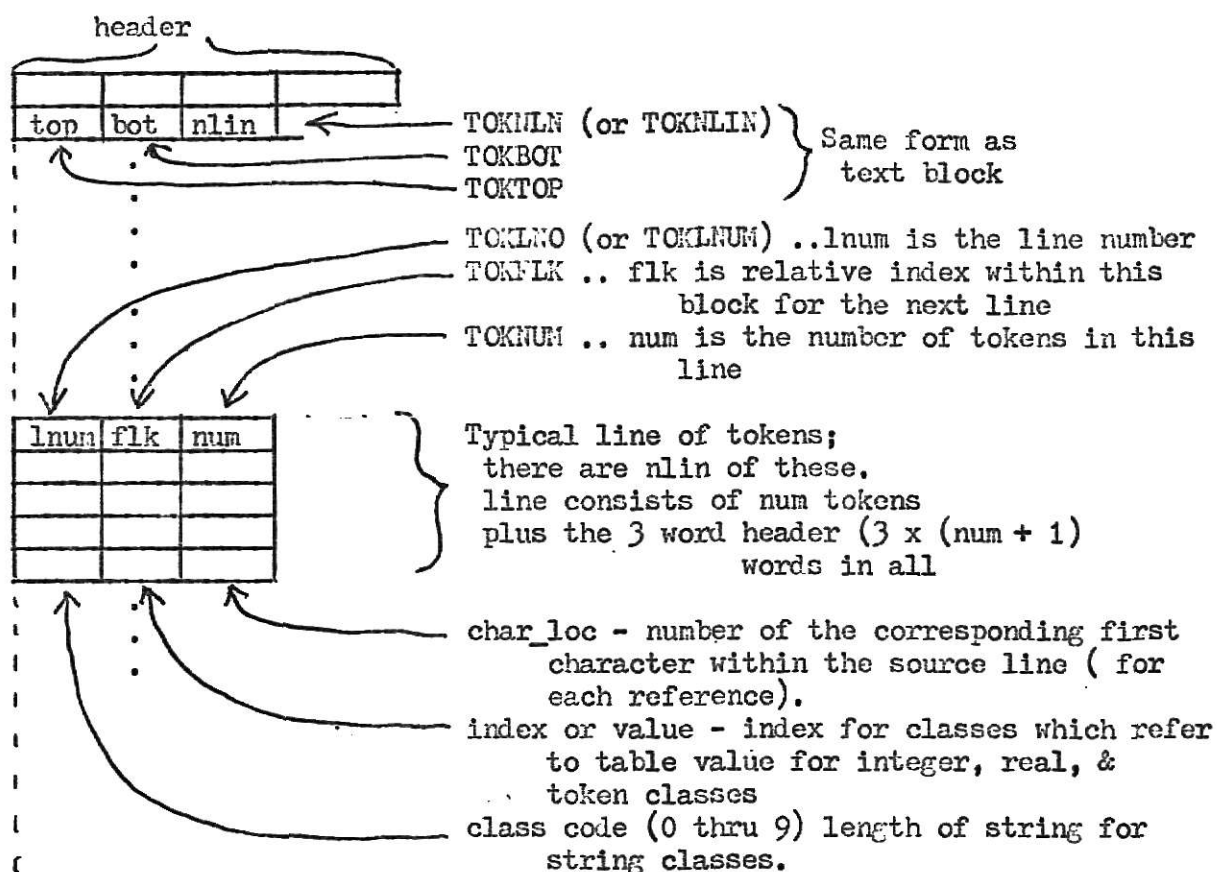 header
top bot nlin
TOKNLN (or TOKNLIN)
TOKBOT
TOKTOP
Same form as
text block
TOKLNO (or TOKLNUM) ..lnum is the line number
TOKFLK .. flk is relative index within this
block for the next line
TOKNUM .. num is the number of tokens in this
line
lnum flk num
Typical line of tokens;
there are nlin of these.
line consists of num tokens
plus the 3 word header (3 x (num + 1)
words in all
char_loc - number of the corresponding first
character within the source line ( for
each reference).
index or value - index for classes which refer
to table value for integer, real, &
token classes
class code (0 thru 9) length of string for
string classes.